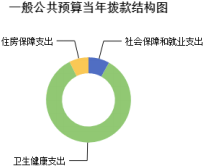 一般公共预算当年拨款结构图
住房保障支出
社会保障和就业支出
卫生健康支出